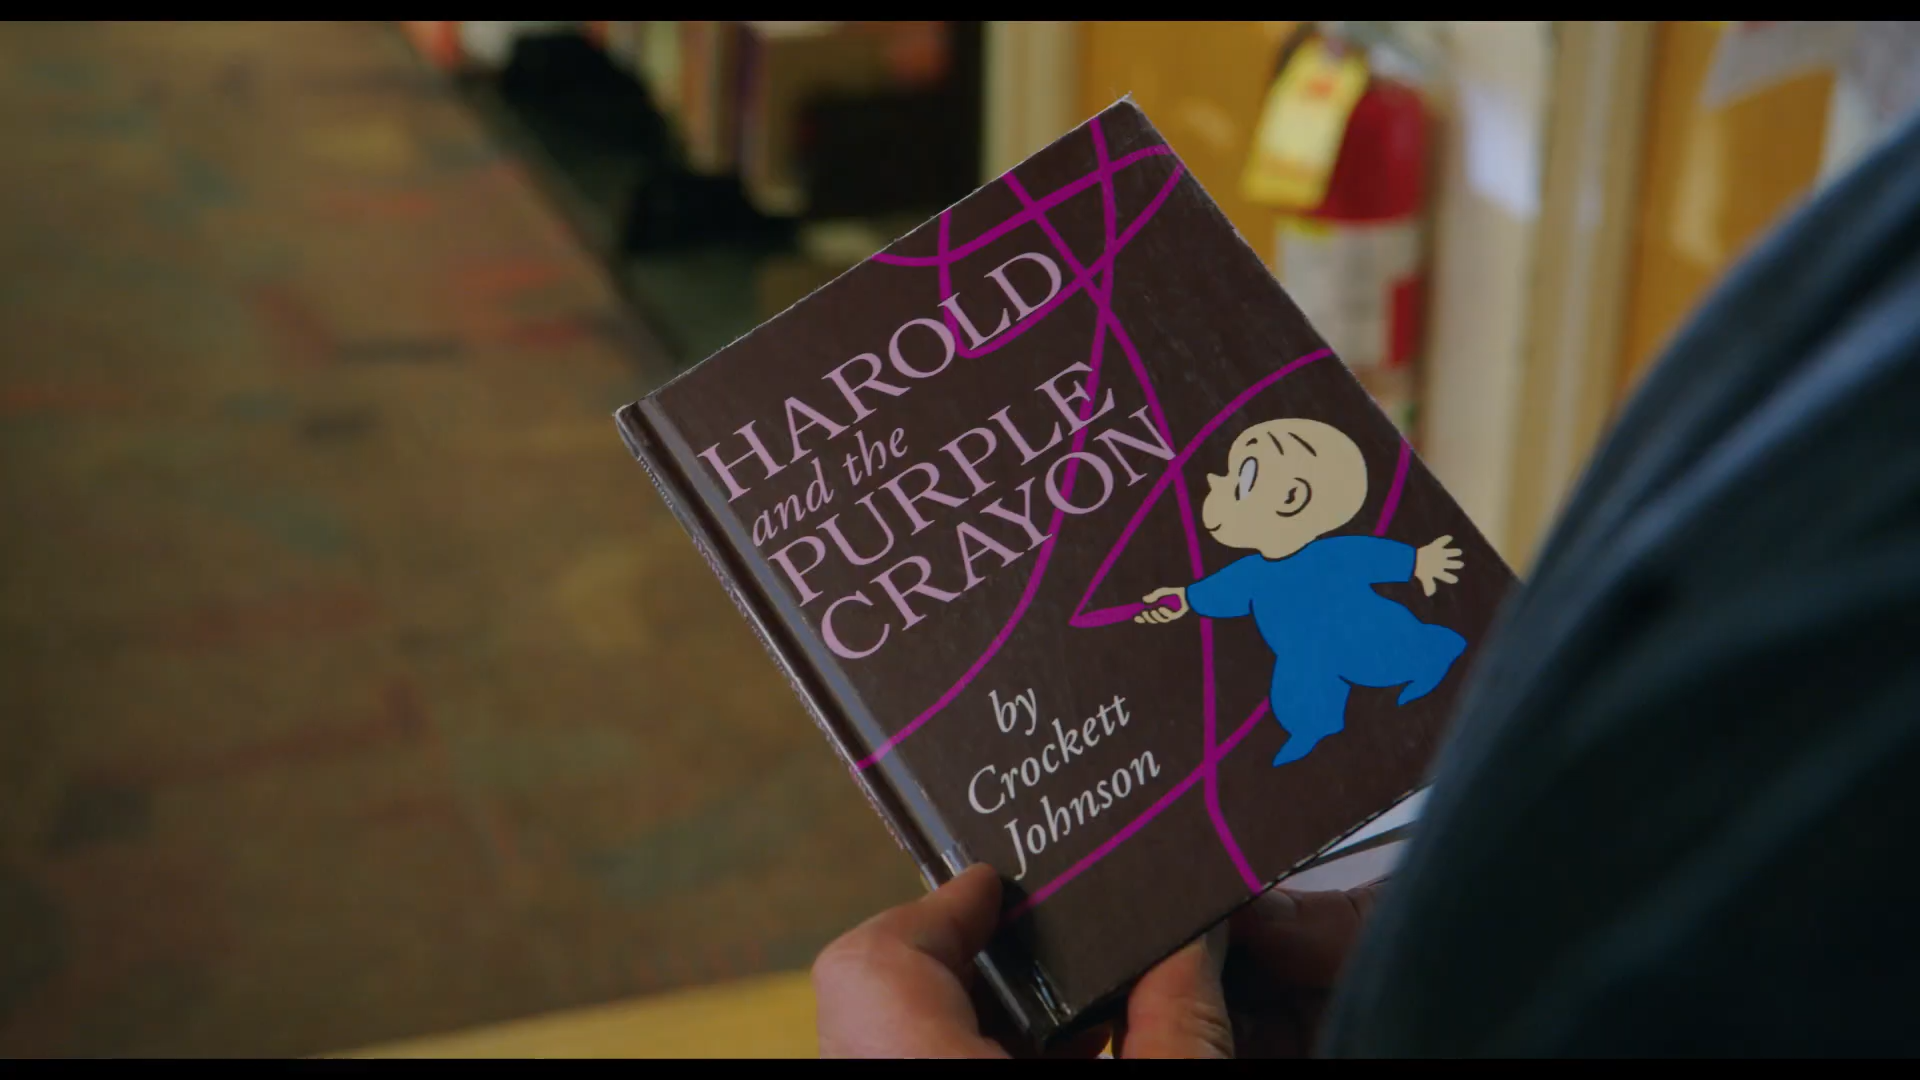 HAROLD
and the
PURPLE
CRAYON
by
Crockett
Johnson